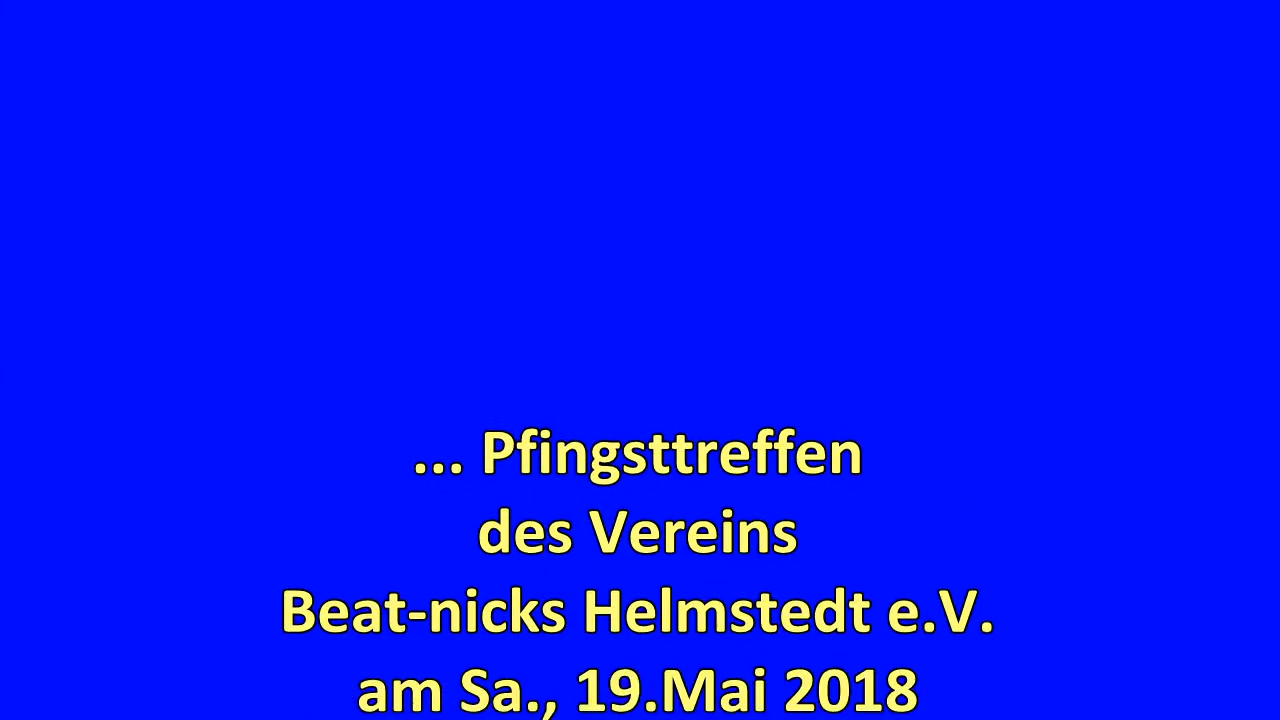 ... Pfingsttreffen
des Vereins
Beat-nicks Helmstedt e.V.
am Sa., 19.Mai 2018